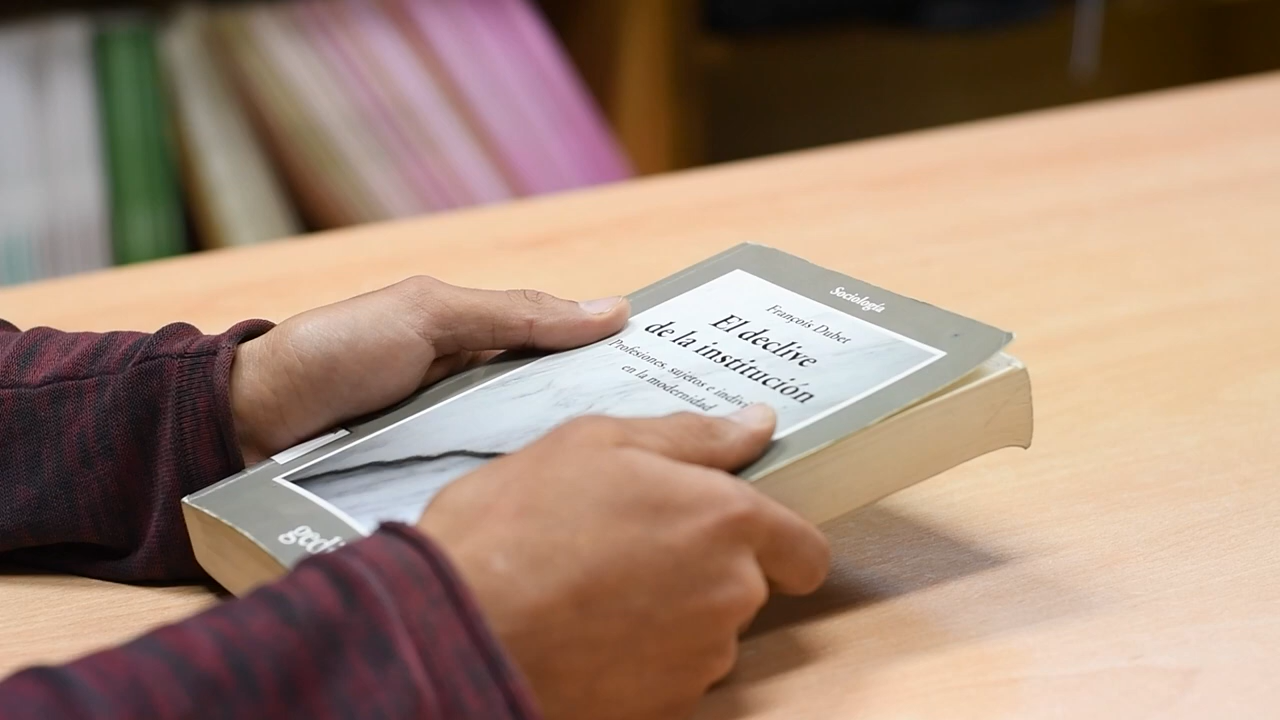 Sociología
François Dubet
El declive
de la institución
Profesiones, sujetos e
en la modernidad